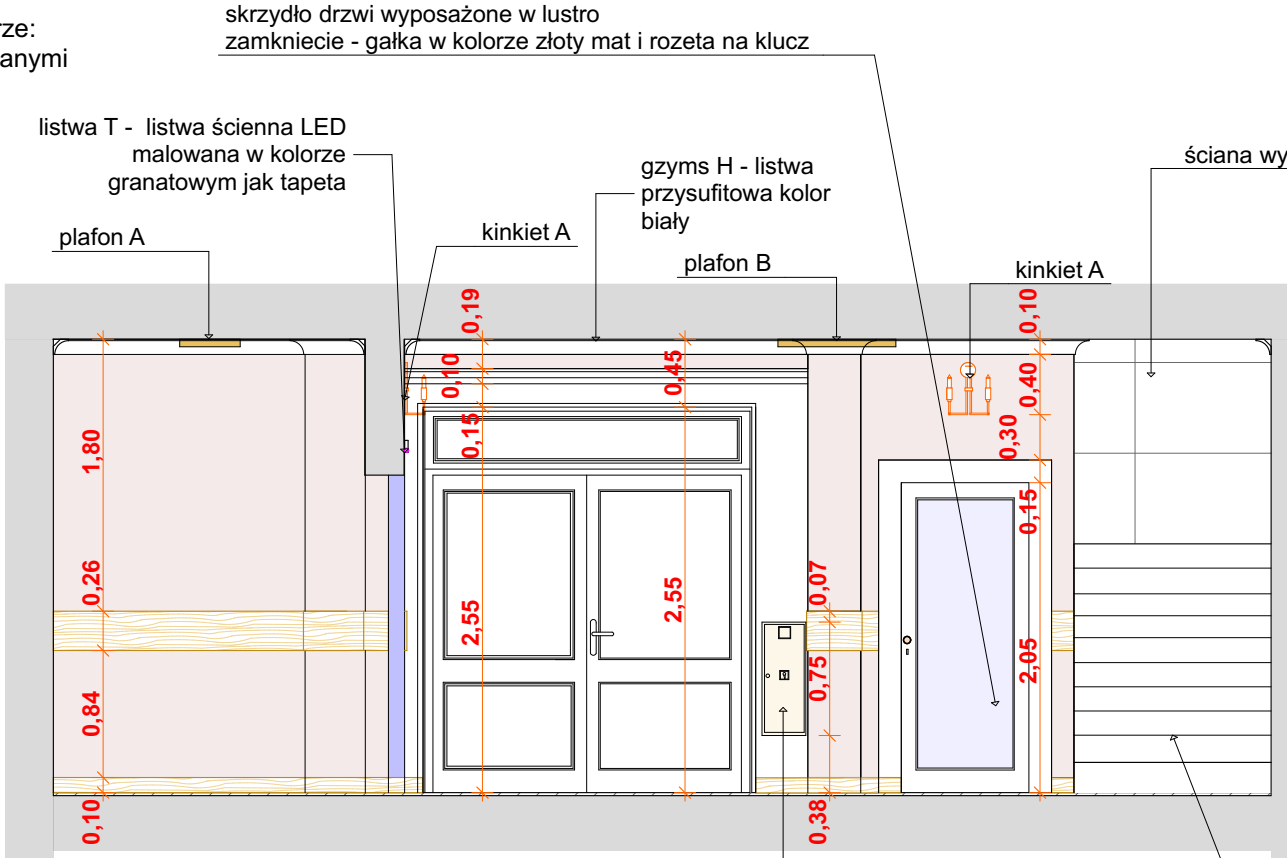 skrzydło drzwi wyposażone w lustro
zamkniecie - gałka w kolorze złoty mat i rozeta na klucz
rze:
anymi
listwa T - listwa ścienna LED
malowana w kolorze
granatowym jak tapeta
gzyms H - listwa
przysufitowa kolor
biały
ściana wy
plafon A
kinkiet A
plafon B
kinkiet A
0,19
0,10
0,10
0,45
0,40
0,15
0,30
1,80
0,15
0,26
0,07
2,55
2,55
0,75
2,05
0,84
0,10
0,38